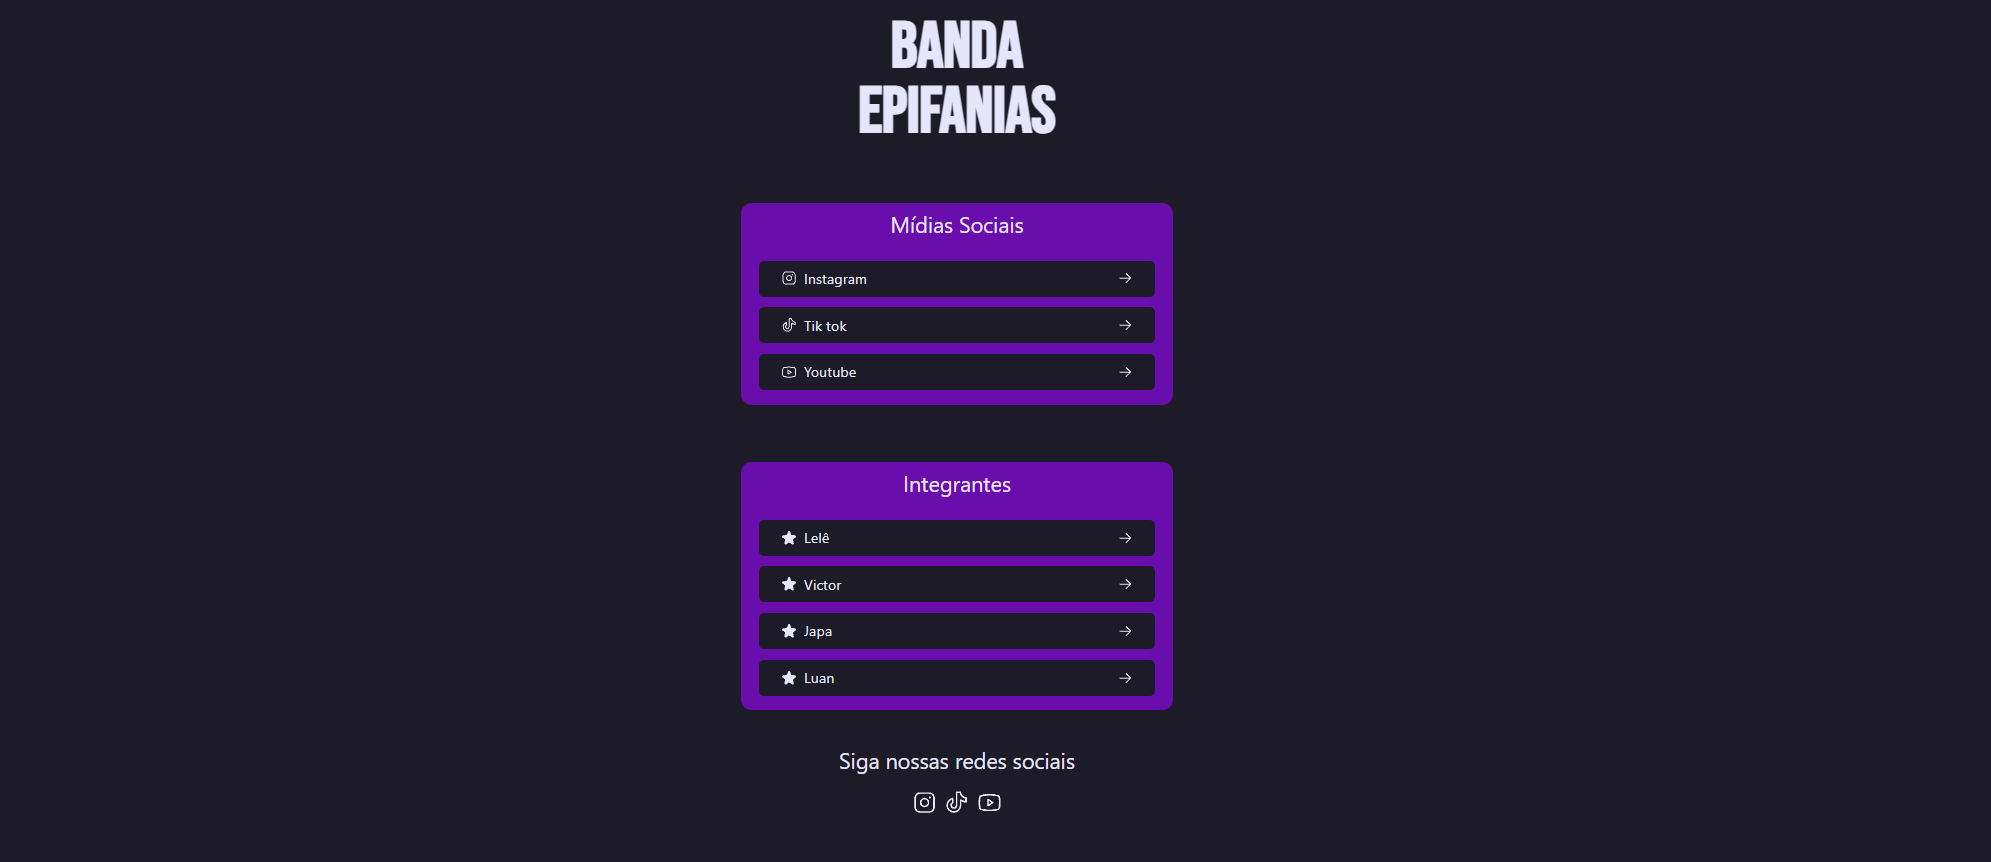 BANDA
EPIFANIAS
Mídias Sociais
Instagram
Tik tok
Youtube
Integrantes
Lelê
Victor
Japa
Luan
Siga nossas redes sociais